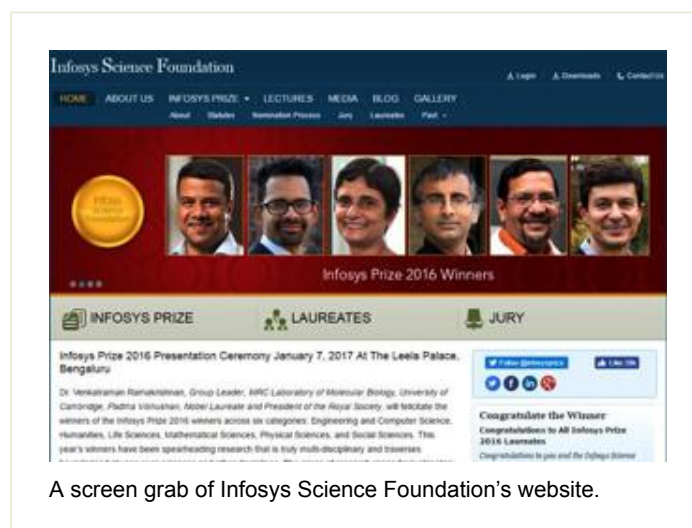 Infosys Science Foundation
Login Downloads Contact Us
HOME ABOUT US INFOSYS PRIZE LECTURES MEDIA BLOG GALLERY
About Statutes Nomination Process Jury Laureates Past
Infosys Science Foundation
Infosys Prize 2016 Winners
INFOSYS PRIZE LAUREATES JURY
Infosys Prize 2016 Presentation Ceremony January 7, 2017 At The Leela Palace,
Bengaluru
Dr. Venkatraman Ramakrishnan, Group Leader, MRC Laboratory of Molecular Biology, University of
Cambridge, Padma Vibhushan, Nobel Laureate and President of the Royal Society, will felicitate the
winners of the Infosys Prize 2016 winners across six categories: Engineering and Computer Science,
Humanities, Life Sciences, Mathematical Sciences, Physical Sciences, and Social Sciences. This
year's winners have been spearheading research that is truly multi-disciplinary and traverses
Follow @infosysprize Like
Congratulate the Winner
Congratulations to All Infosys Prize
2016 Laureates
Congratulations to you and the Infosys Science
A screen grab of Infosys Science Foundation's website.